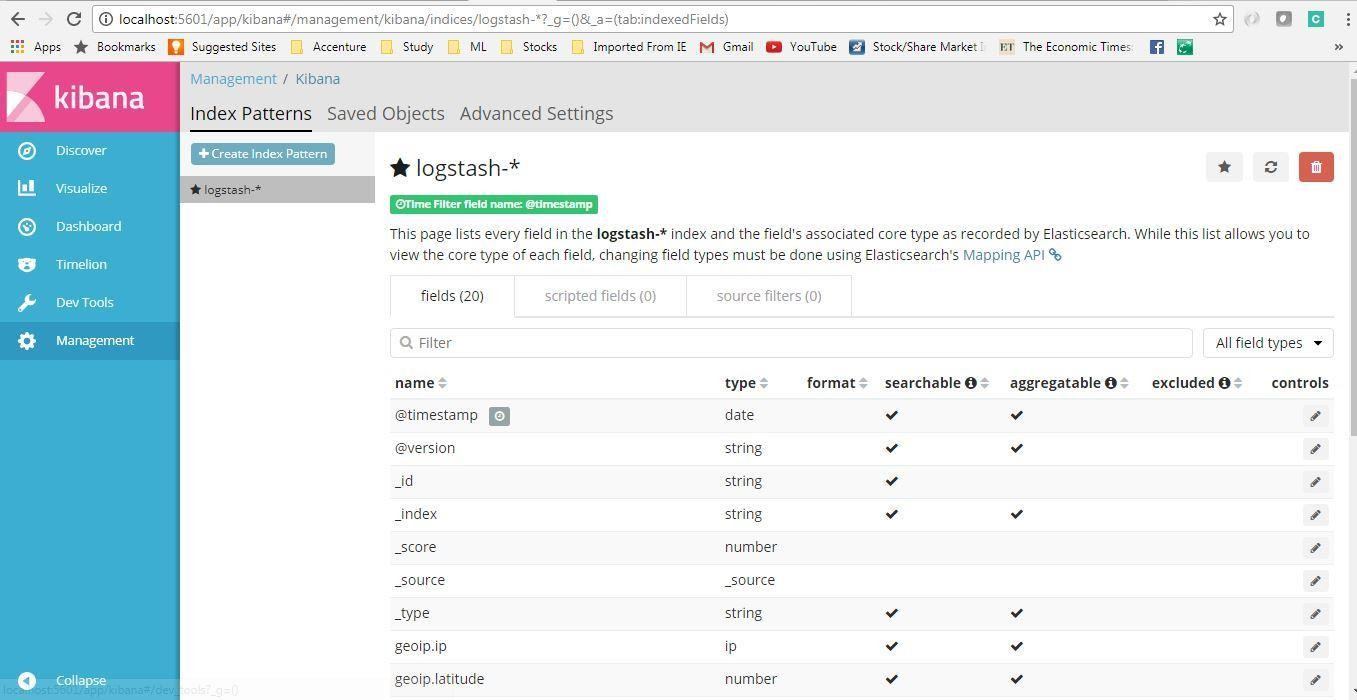 localhost:5601/app/kibana#/management/kibana/indices/logstash-*?_g=()&_a=(tab:indexedFields)
Apps Bookmarks Suggested Sites Accenture Study ML Stocks Imported From IE Gmail YouTube Stock/Share Market ET The Economic Times
kibana
Management / Kibana
Index Patterns Saved Objects Advanced Settings
Discover
Visualize
Dashboard
Timelion
Dev Tools
Management
Collapse
localhost:5601/app/kibana#/dev_tools?_g=()
Create Index Pattern
logstash-*
logstash-*
Time Filter field name: @timestamp
This page lists every field in the logstash-* index and the field's associated core type as recorded by Elasticsearch. While this list allows you to
view the core type of each field, changing field types must be done using Elasticsearch's Mapping API
fields (20) scripted fields (0) source filters (0)
Filter All field types
name type format searchable aggregatable excluded controls
@timestamp date
@version string
_id string
_index string
_score number
_source _source
_type string
geoip.ip ip
geoip.latitude number